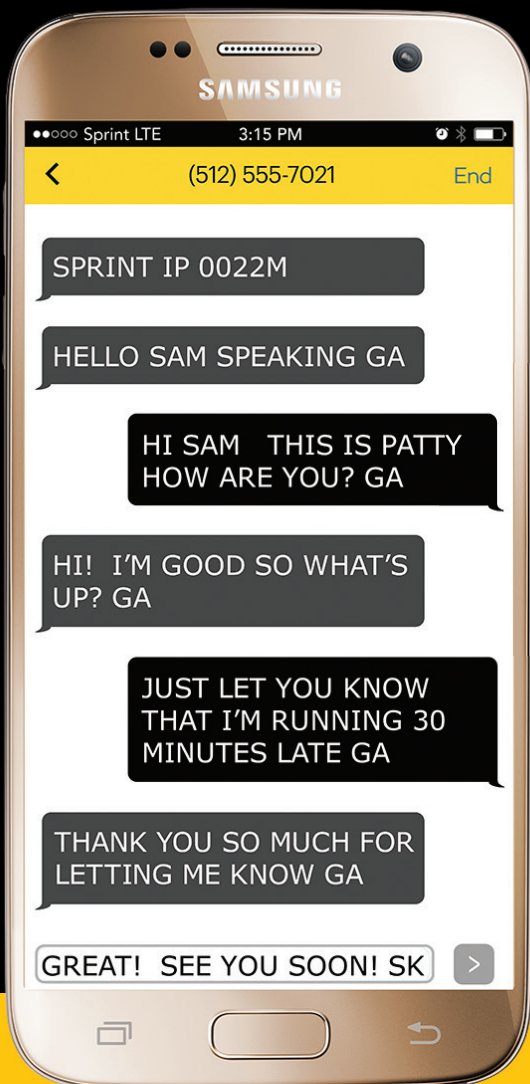 SAMSUNG
Sprint LTE 3:15 PM
(512) 555-7021 End
SPRINT IP 0022M
HELLO SAM SPEAKING GA
HI SAM THIS IS PATTY
HOW ARE YOU? GA
HI! I'M GOOD SO WHAT'S
UP? GA
JUST LET YOU KNOW
THAT I'M RUNNING 30
MINUTES LATE GA
THANK YOU SO MUCH FOR
LETTING ME KNOW GA
GREAT! SEE YOU SOON! SK